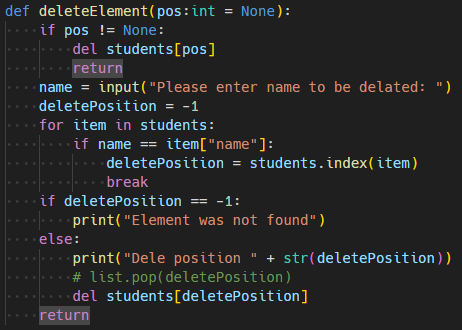 def deleteElement(pos:int = None):
    if pos != None:
        del students[pos]
        return
    name = input("Please enter name to be delated: ")
    deletePosition = -1
    for item in students:
        if name == item["name"]:
            deletePosition = students.index(item)
            break
    if deletePosition == -1:
        print("Element was not found")
    else:
        print("Dele position " + str(deletePosition))
        # list.pop(deletePosition)
        del students[deletePosition]
    return